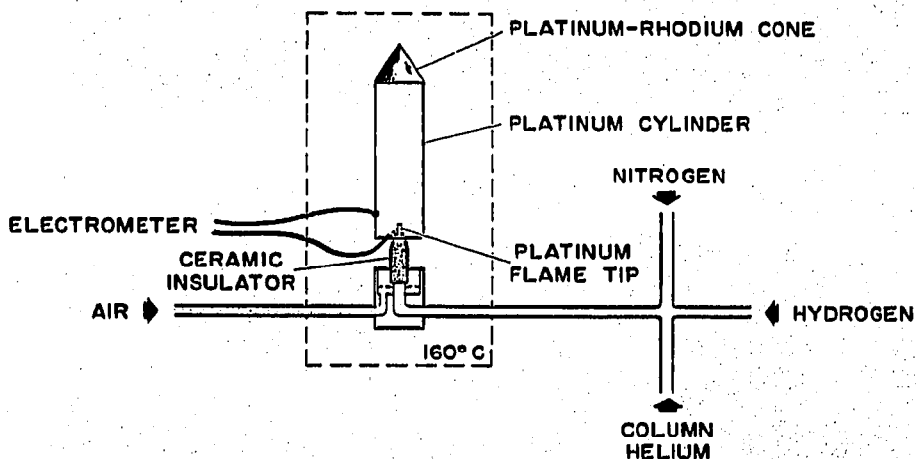 PLATINUM-RHODIUM CONE
PLATINUM CYLINDER
NITROGEN
ELECTROMETER
CERAMIC
INSULATOR
PLATINUM
FLAME TIP
AIR
HYDROGEN
160° C
COLUMN
HELIUM